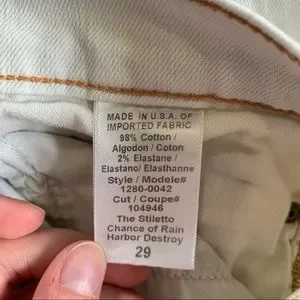 MADE IN U.S.A. OF
IMPORTED FABRIC
98% Cotton /
Algodon / Coton
2% Elastane /
Elastano/ Elasthanne
Style / Modele#
1280-0042
Cut / Coupe#
104946
The Stiletto
Chance of Rain
Harbor Destroy
29